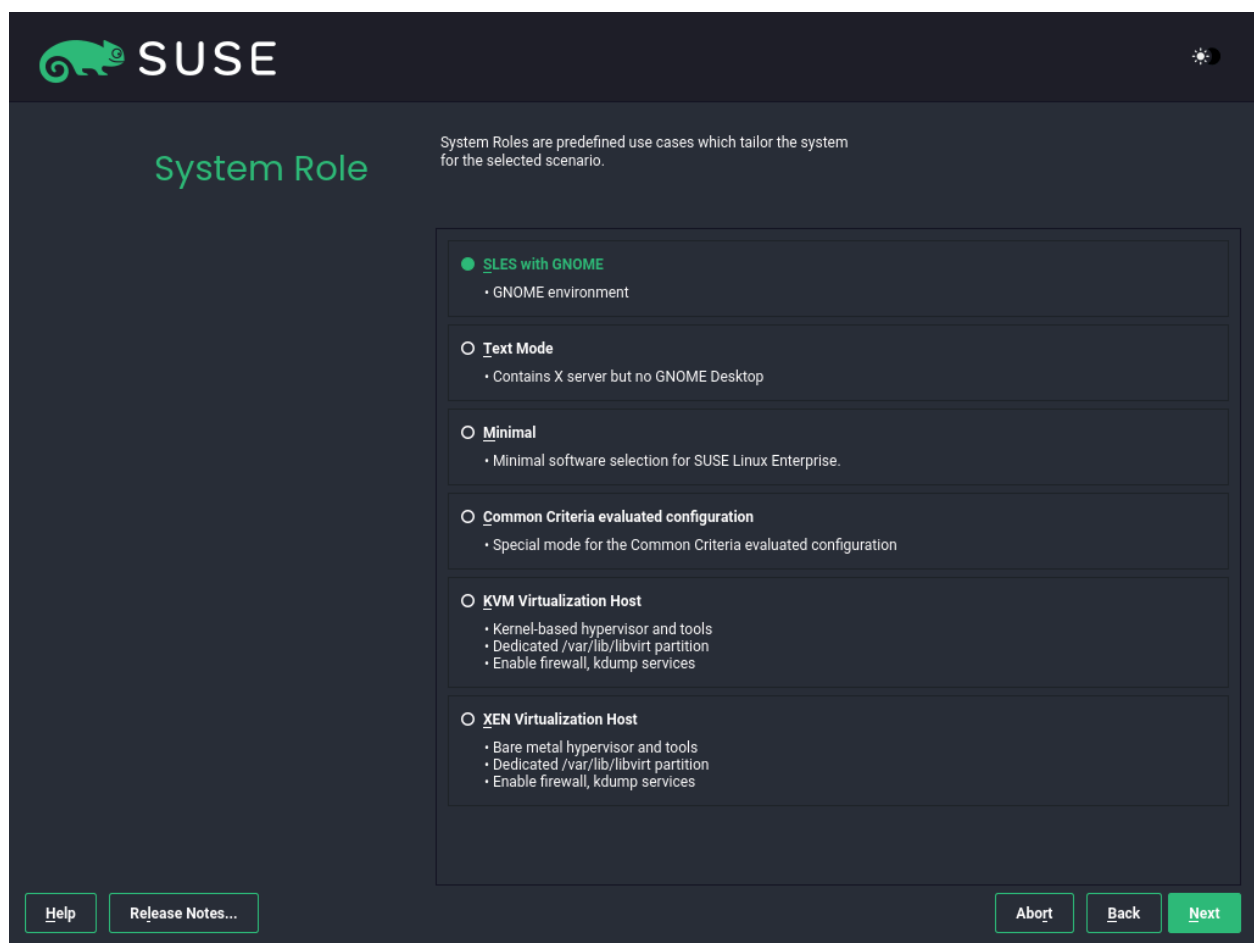 SUSE
System Role
System Roles are predefined use cases which tailor the system
for the selected scenario.
SLES with GNOME
• GNOME environment
Text Mode
• Contains X server but no GNOME Desktop
Minimal
• Minimal software selection for SUSE Linux Enterprise.
Common Criteria evaluated configuration
• Special mode for the Common Criteria evaluated configuration
KVM Virtualization Host
• Kernel-based hypervisor and tools
• Dedicated /var/lib/libvirt partition
• Enable firewall, kdump services
XEN Virtualization Host
• Bare metal hypervisor and tools
• Dedicated /var/lib/libvirt partition
• Enable firewall, kdump services
Help
Release Notes...
Abort
Back
Next